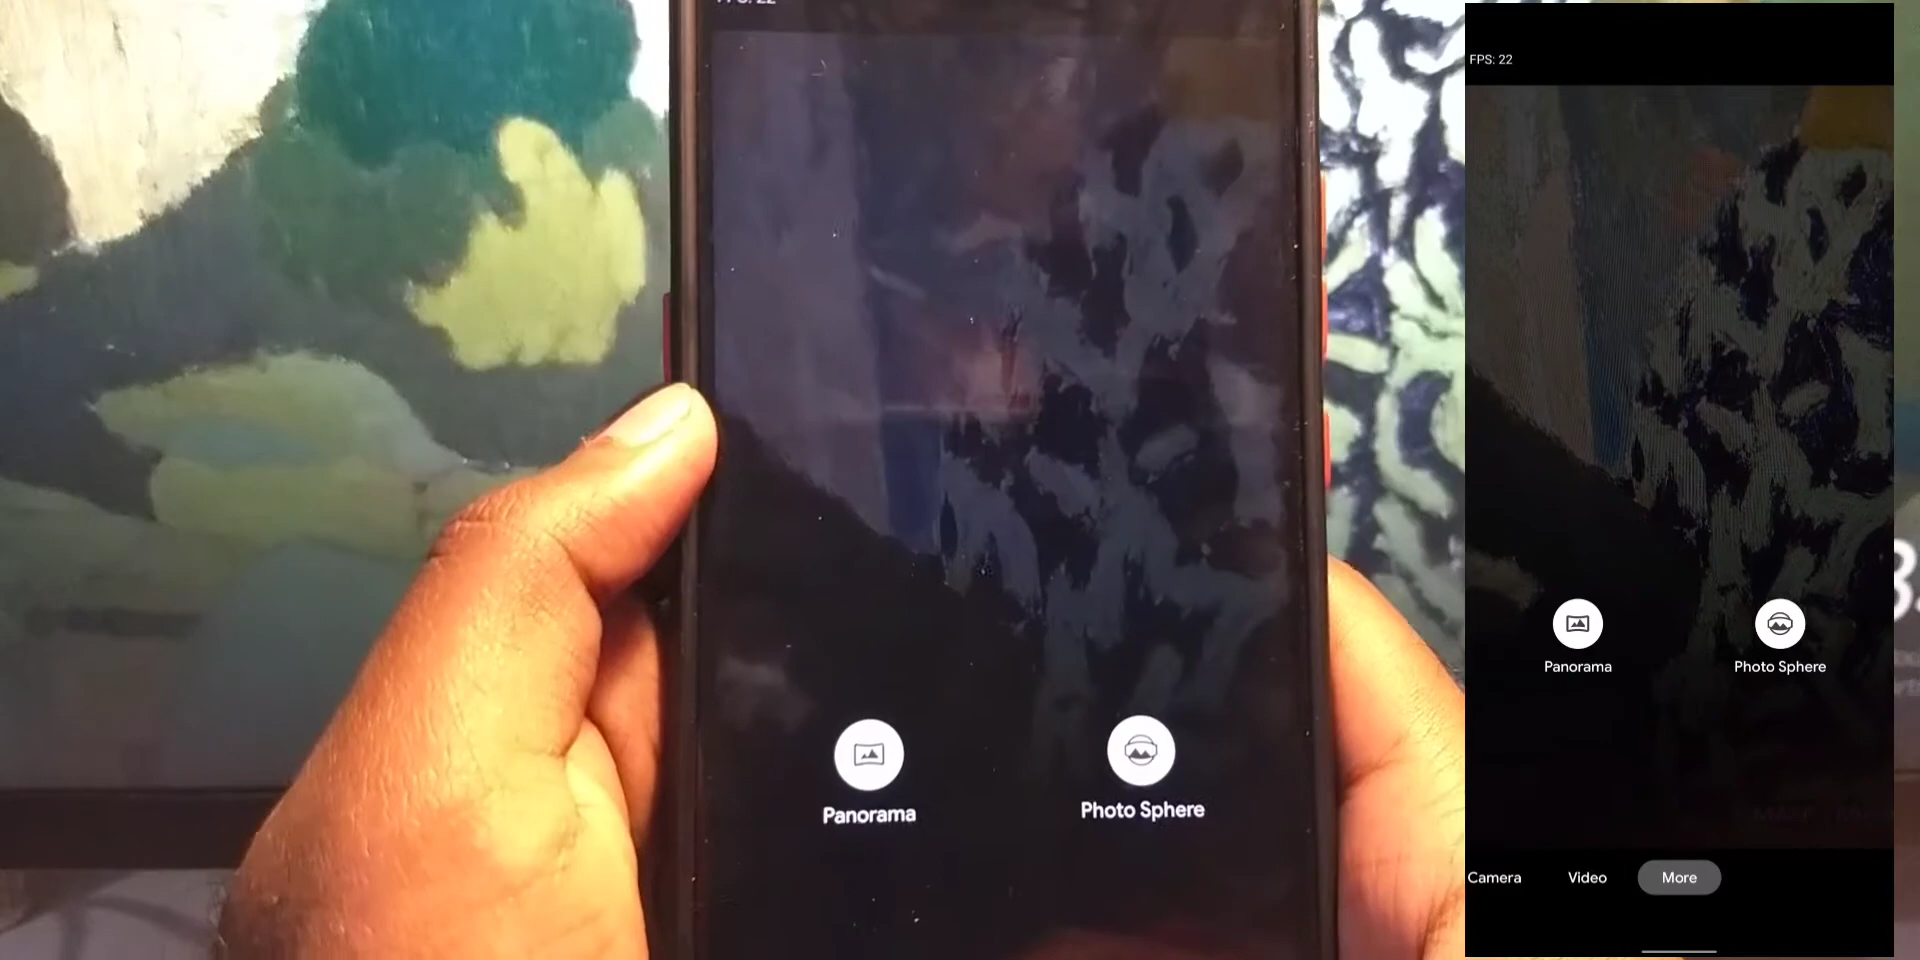 Panorama
Photo Sphere
FPS: 22
Panorama
Photo Sphere
Camera
Video
More